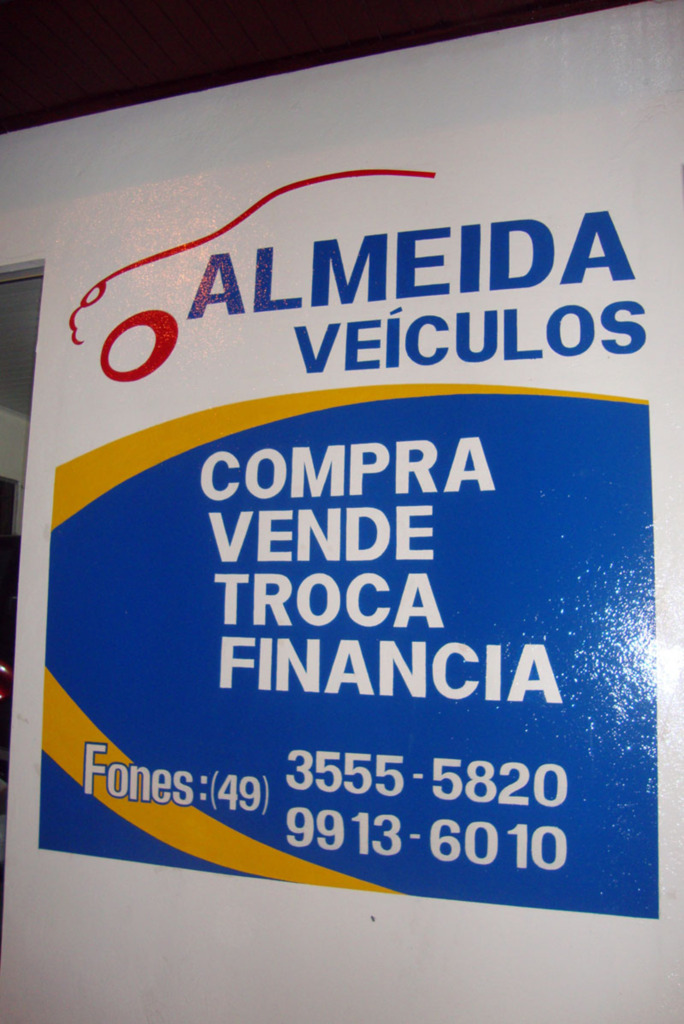 ALMEIDA
VEÍCULOS
COMPRA
VENDE
TROCA
FINANCIA
Fones:(49) 3555-5820
9913-6010